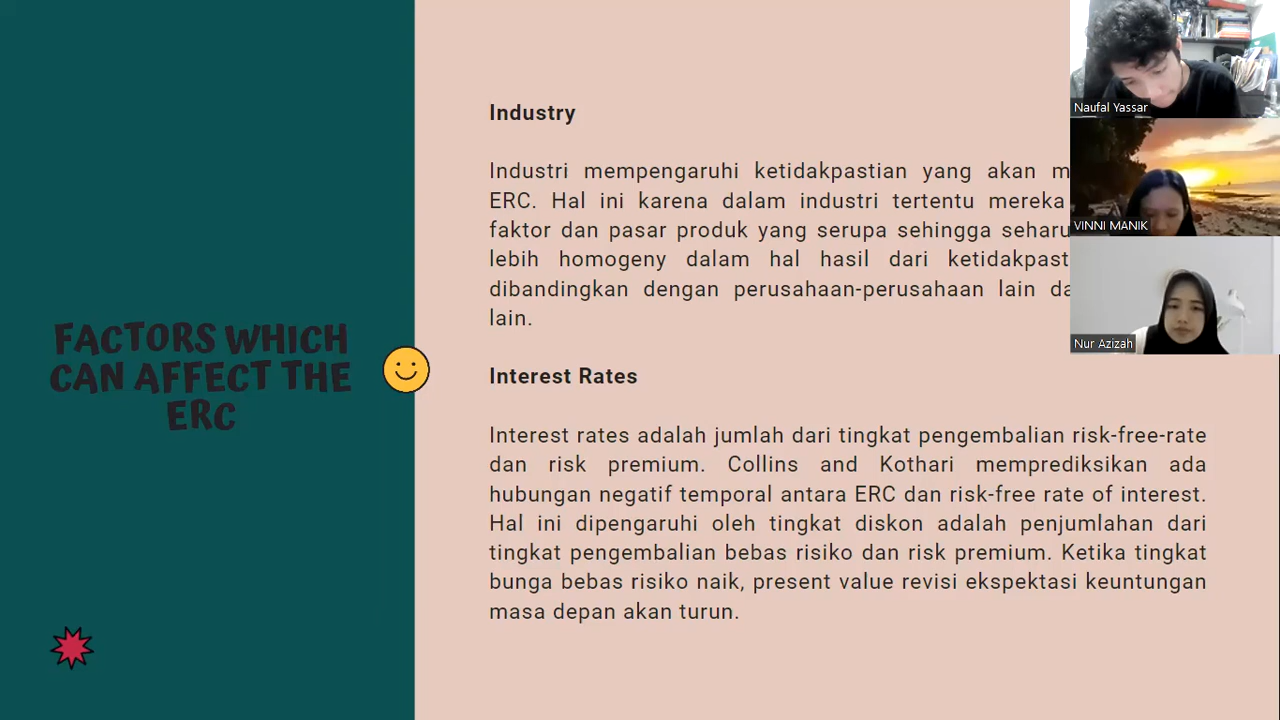 FACTORS WHICH
CAN AFFECT THE
ERC
Industry
Industri mempengaruhi ketidakpastian yang akan
ERC. Hal ini karena dalam industri tertentu mereka
faktor dan pasar produk yang serupa sehingga
lebih homogeny dalam hal hasil dari
dibandingkan dengan perusahaan-perusahaan lain
lain.
Interest Rates
Interest rates adalah jumlah dari tingkat pengembalian risk-free-rate
dan risk premium. Collins and Kothari memprediksikan ada
hubungan negatif temporal antara ERC dan risk-free rate of interest.
Hal ini dipengaruhi oleh tingkat diskon adalah penjumlahan dari
tingkat pengembalian bebas risiko dan risk premium. Ketika tingkat
bunga bebas risiko naik, present value revisi ekspektasi keuntungan
masa depan akan turun.
Naufal Yassar
VINNI MANIK
Nur Azizah